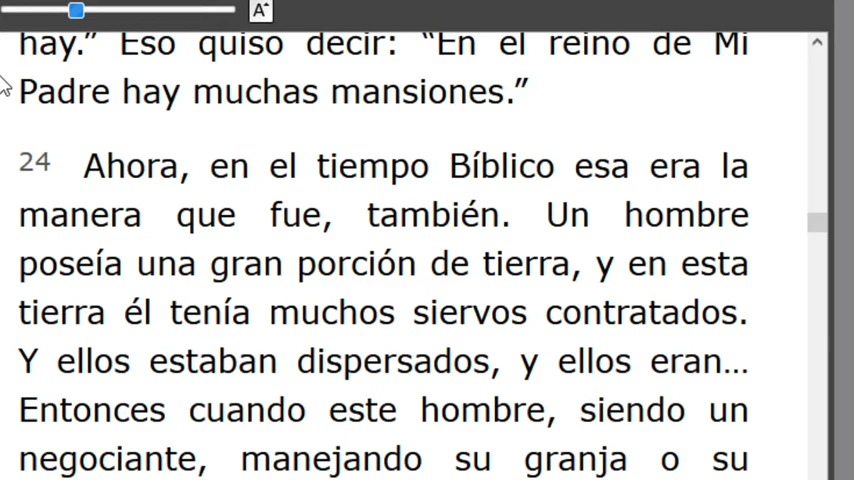 A
hay.” Eso quiso decir: “En el reino de Mi
Padre hay muchas mansiones.”
24 Ahora, en el tiempo Bíblico esa era la
manera que fue, también. Un hombre
poseía una gran porción de tierra, y en esta
tierra él tenía muchos siervos contratados.
Y ellos estaban dispersados, y ellos eran…
Entonces cuando este hombre, siendo un
negociante, manejando su granja o su